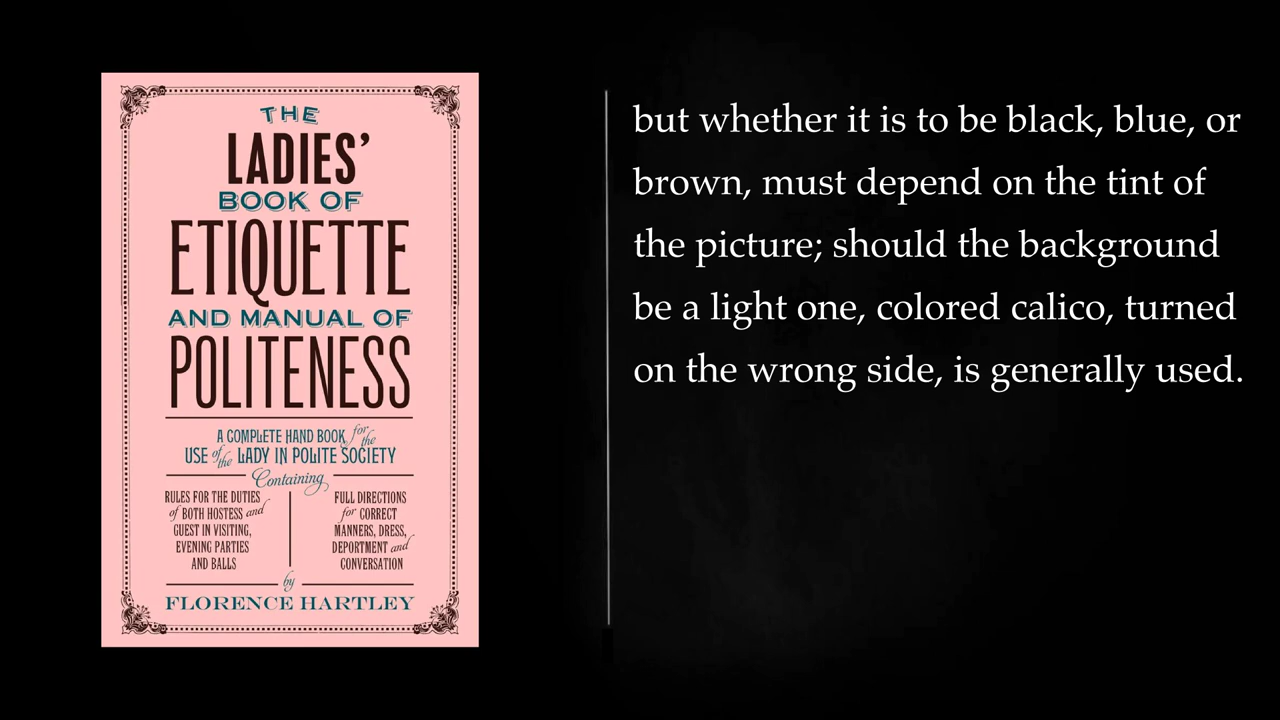 THE
LADIES'
BOOK OF
ETIQUETTE
AND MANUAL OF
POLITENESS
A COMPLETE HAND BOOK for the
USE of the LADY IN POLITE SOCIETY
Containing
RULES FOR THE DUTIES
of BOTH HOSTESS and
GUEST IN VISITING,
EVENING PARTIES
AND BALLS
FULL DIRECTIONS
for CORRECT
MANNERS, DRESS,
DEPORTMENT and
CONVERSATION
by
FLORENCE HARTLEY
but whether it is to be black, blue, or
brown, must depend on the tint of
the picture; should the background
be a light one, colored calico, turned
on the wrong side, is generally used.